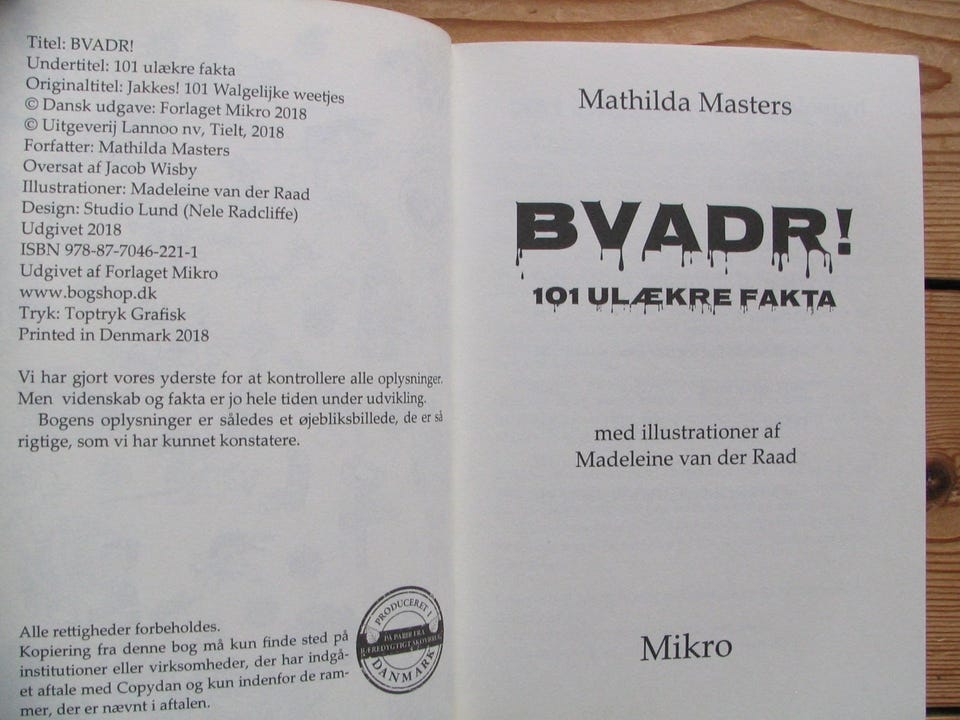 Titel: BVADR!
Undertitel: 101 ulækre fakta
Originaltitel: Jakkes! 101 Walgelijke weetjes
© Dansk udgave: Forlaget Mikro 2018
© Uitgeverij Lannoo nv, Tielt, 2018
Forfatter: Mathilda Masters
Oversat af Jacob Wisby
Illustrationer: Madeleine van der Raad
Design: Studio Lund (Nele Radcliffe)
Udgivet 2018
ISBN 978-87-7046-221-1
Udgivet af Forlaget Mikro
www.bogshop.dk
Tryk: Toptryk Grafisk
Printed in Denmark 2018
Vi har gjort vores yderste for at kontrollere alle oplysninger.
Men videnskab og fakta er jo hele tiden under udvikling.
Bogens oplysninger er således et øjebliksbillede, de er så
rigtige, som vi har kunnet konstatere.
Alle rettigheder forbeholdes.
Kopiering fra denne bog må kun finde sted på
institutioner eller virksomheder, der har indgå-
et aftale med Copydan og kun indenfor de ram-
mer, der er nævnt i aftalen.
PRODUCERET I
PÅ PAPIR FRA
BÆREDYGTIGT SKOVBRUG
DANMARK
Mathilda Masters
BVADR!
101 ULÆKRE FAKTA
med illustrationer af
Madeleine van der Raad
Mikro